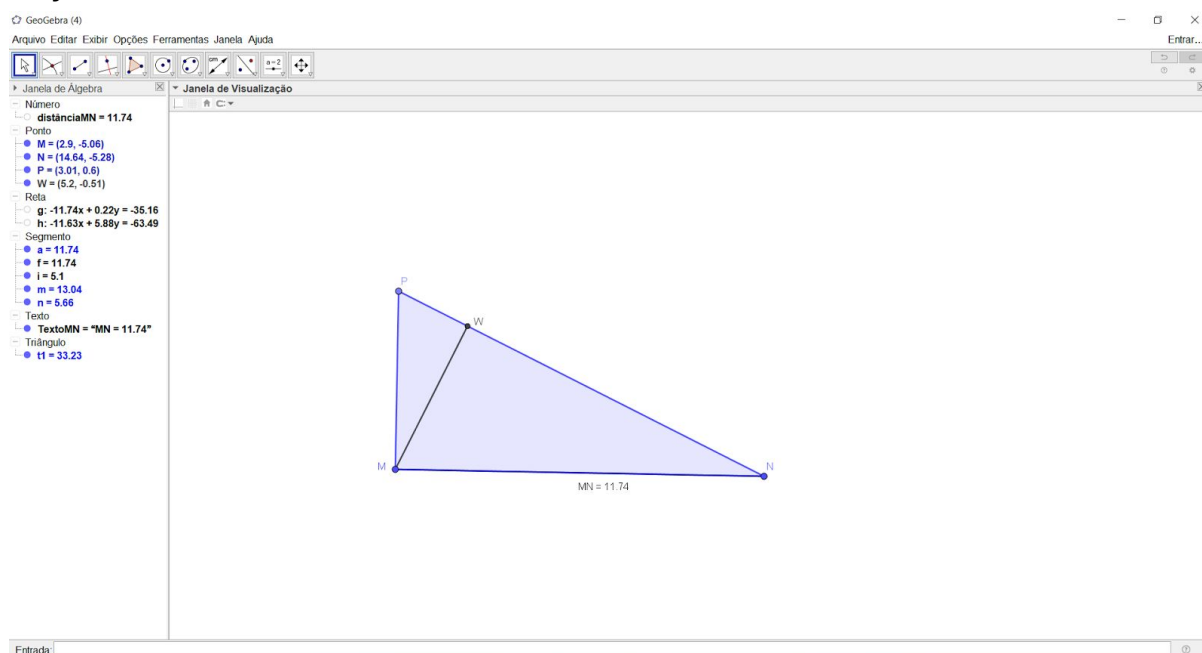 GeoGebra (4)
Arquivo Editar Exibir Opções Ferramentas Janela Ajuda
Entrar...
a=2
Janela de Álgebra
Janela de Visualização
Número
distânciaMN = 11.74
Ponto
M = (2.9, -5.06)
N = (14.64, -5.28)
P = (3.01, 0.6)
W = (5.2, -0.51)
Reta
g: -11.74x + 0.22y = -35.16
h: -11.63x + 5.88y = -63.49
Segmento
a = 11.74
f = 11.74
i = 5.1
m = 13.04
n = 5.66
Texto
TextoMN = "MN = 11.74"
Triângulo
t1 = 33.23
P
W
M
N
MN = 11.74
Entrada: